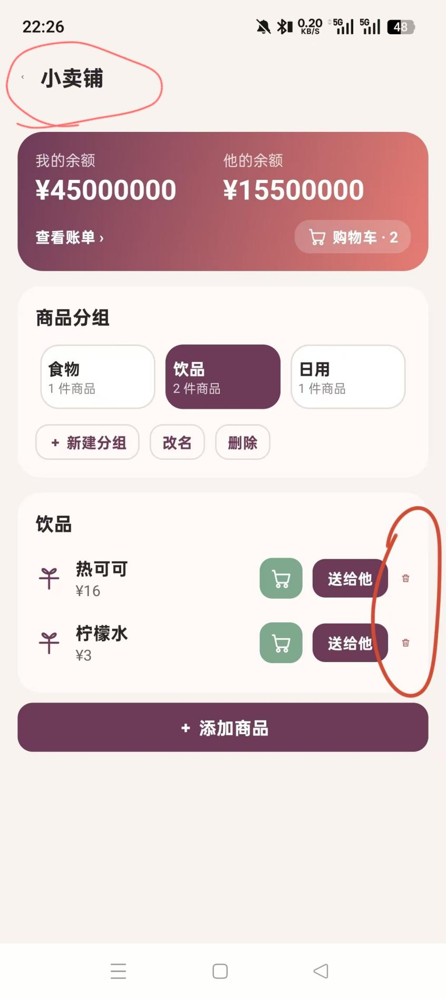 22:26
0.20 KB/S 5G 5G 48
‹ 小卖铺
我的余额 他的余额
¥45000000 ¥15500000
查看账单 › 购物车 · 2
商品分组
食物 饮品 日用
1 件商品 2 件商品 1 件商品
+ 新建分组 改名 删除
饮品
热可可
¥16
送给他
柠檬水
¥3
送给他
+ 添加商品